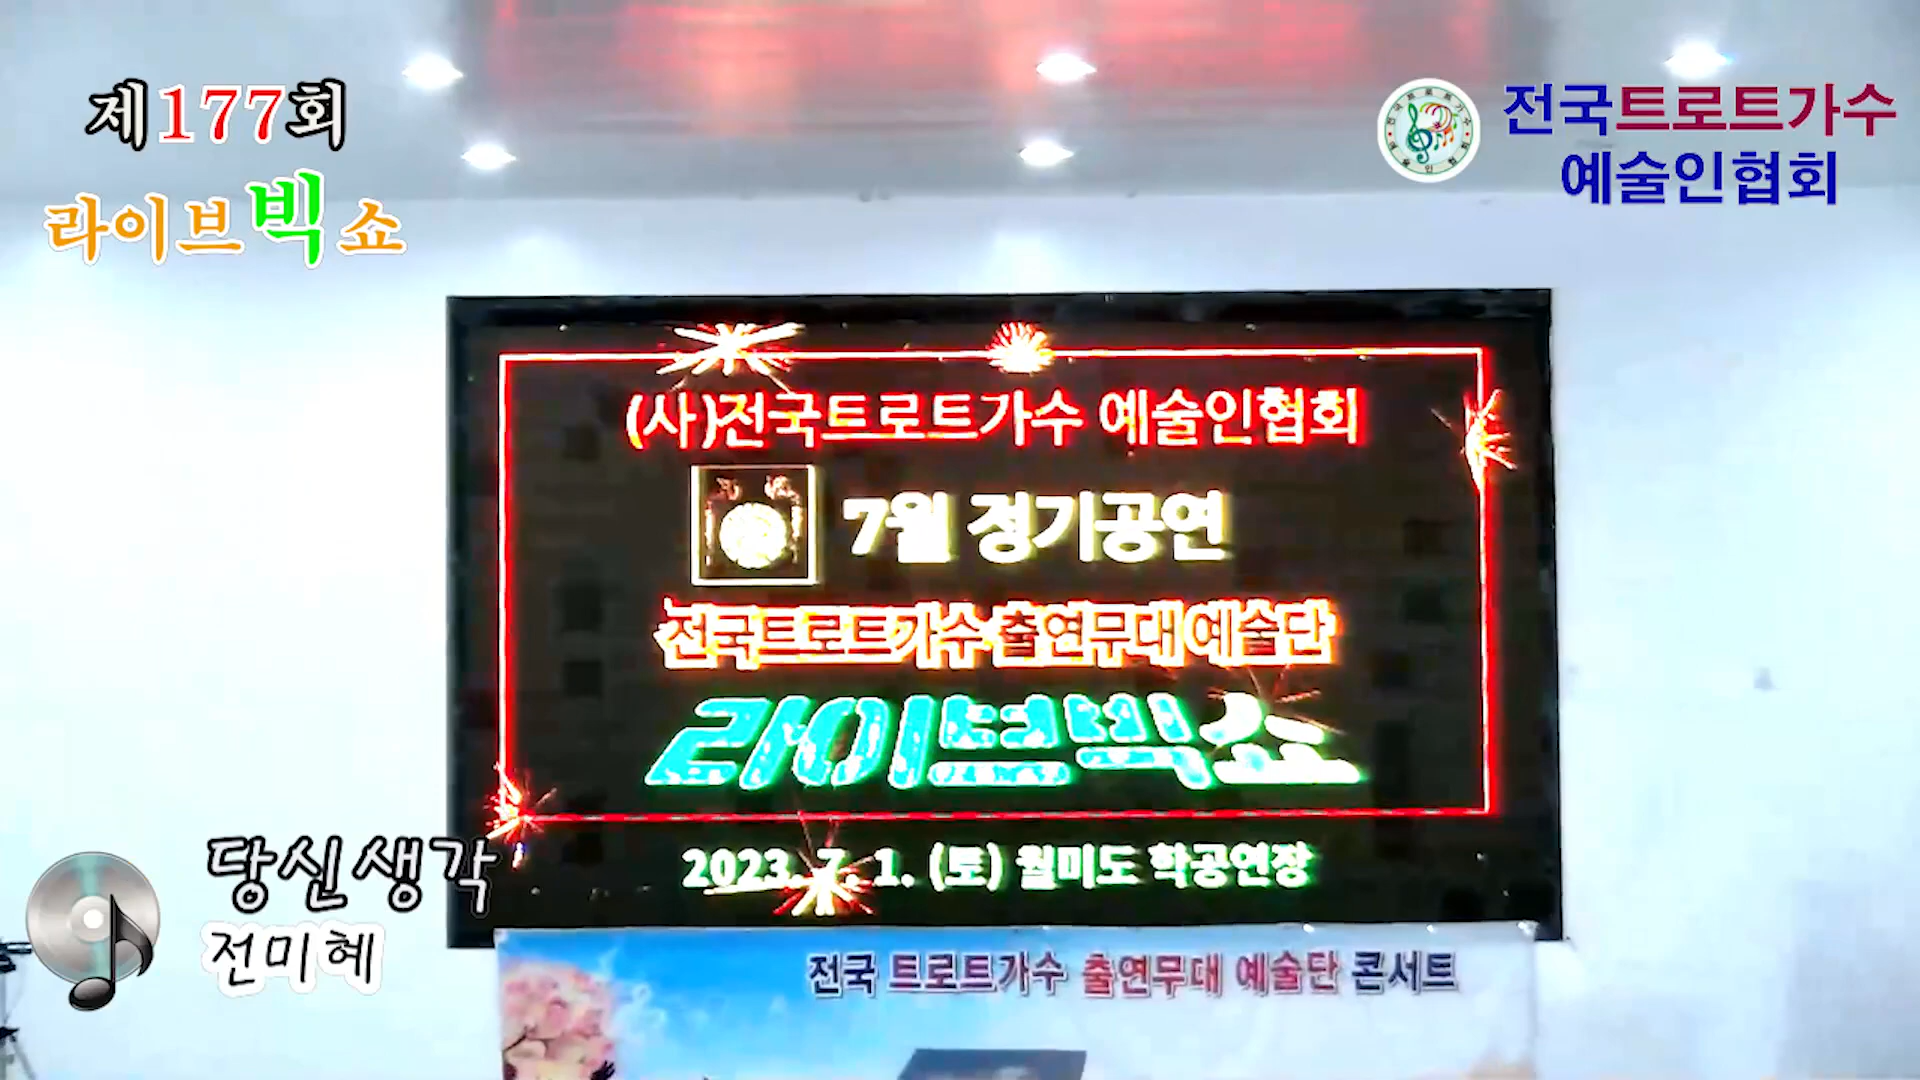 제177회
라이브빅쇼
전국트로트가수
예술인협회
(사)전국트로트가수 예술인협회
7월 정기공연
전국트로트가수 출연무대 예술단
라이브빅쇼
2023. 7. 1. (토) 월미도 학공연장
당신생각
전미혜
전국 트로트가수 출연무대 예술단 콘서트